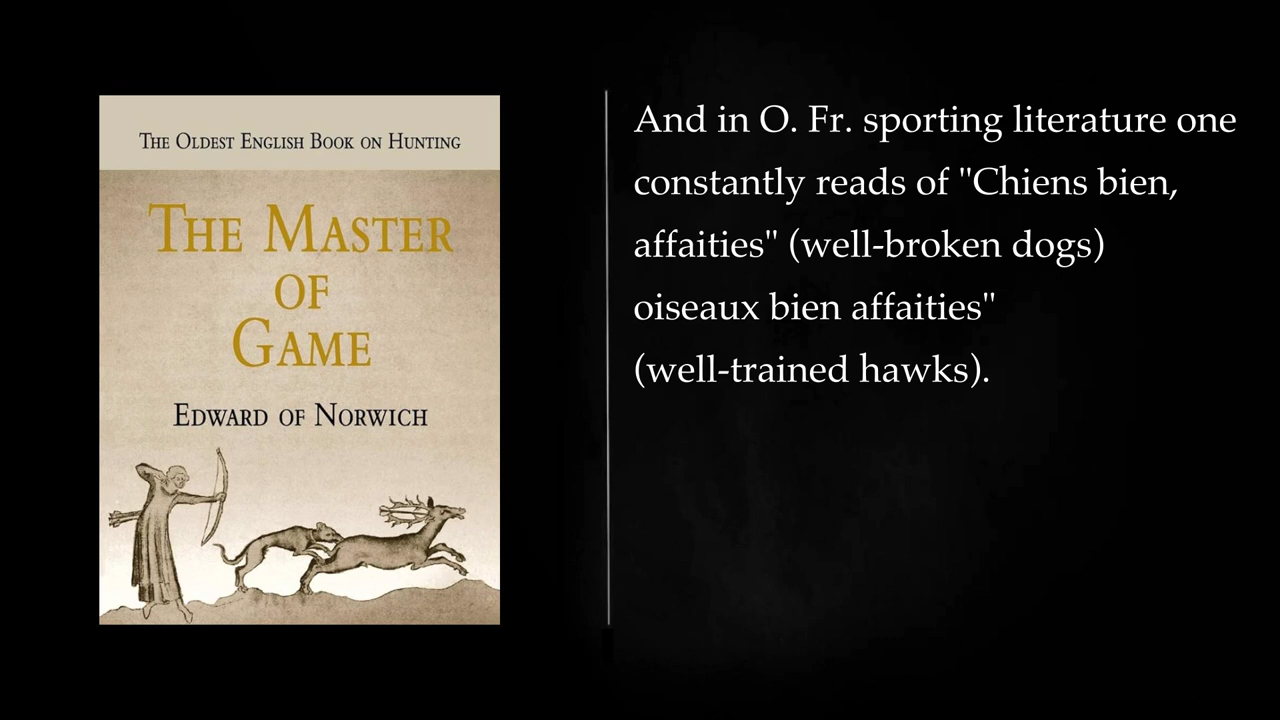 The Oldest English Book on Hunting
The Master
of
Game
Edward of Norwich
And in O. Fr. sporting literature one
constantly reads of "Chiens bien,
affaities" (well-broken dogs)
oiseaux bien affaities"
(well-trained hawks).